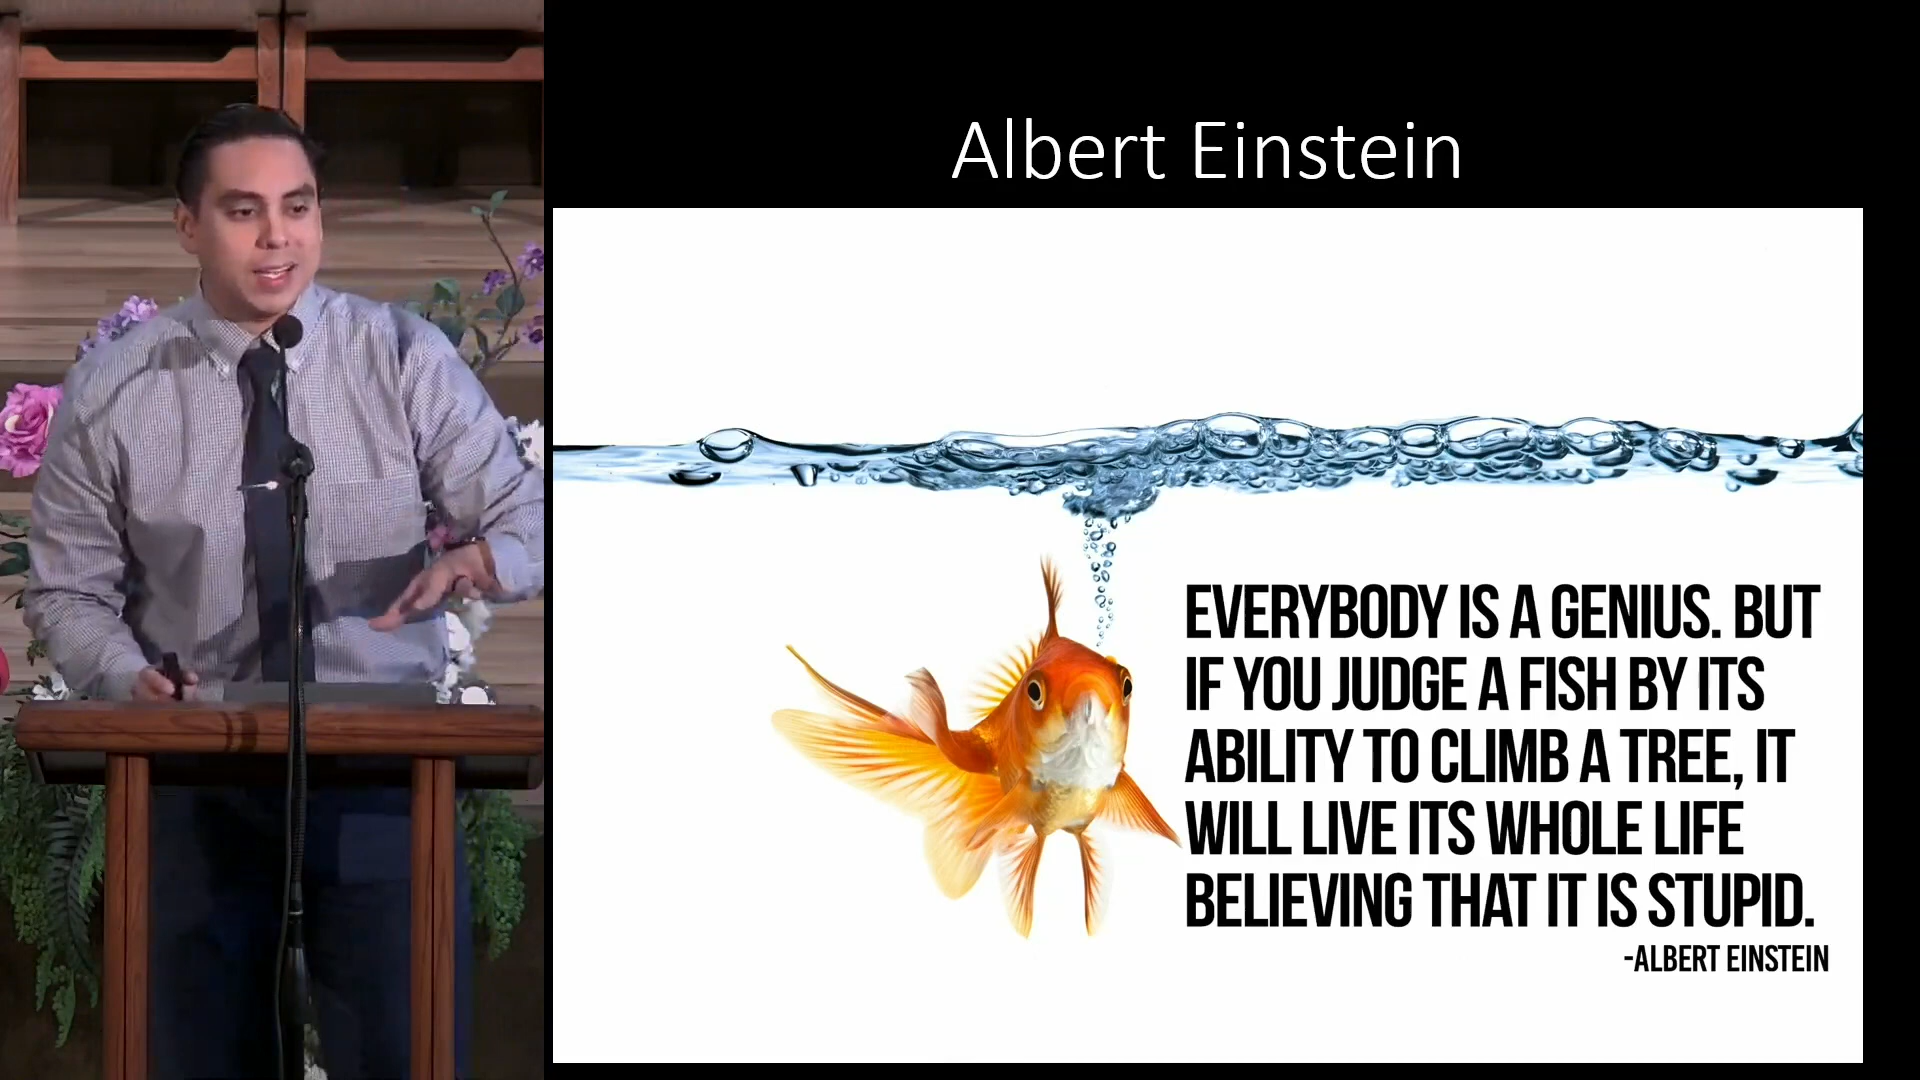 Albert Einstein
EVERYBODY IS A GENIUS. BUT
IF YOU JUDGE A FISH BY ITS
ABILITY TO CLIMB A TREE, IT
WILL LIVE ITS WHOLE LIFE
BELIEVING THAT IT IS STUPID.
-ALBERT EINSTEIN